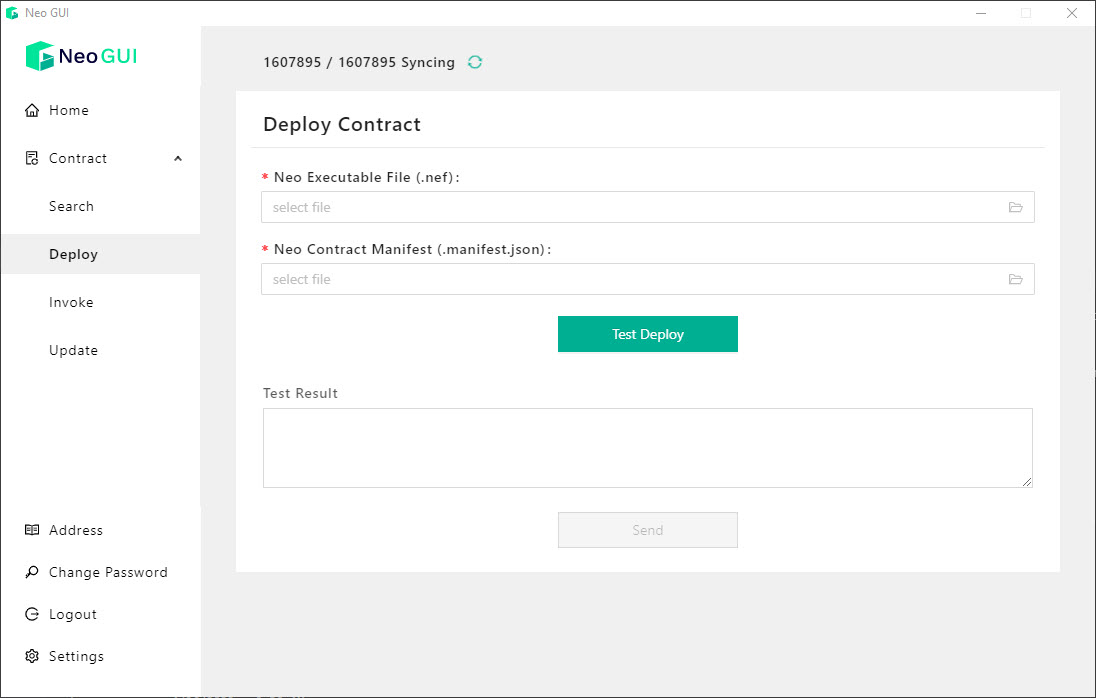 Neo GUI
NeoGUI
1607895 / 1607895 Syncing
Home
Contract
Search
Deploy
Invoke
Update
Address
Change Password
Logout
Settings
Deploy Contract
* Neo Executable File (.nef):
select file
* Neo Contract Manifest (.manifest.json):
select file
Test Deploy
Test Result
Send